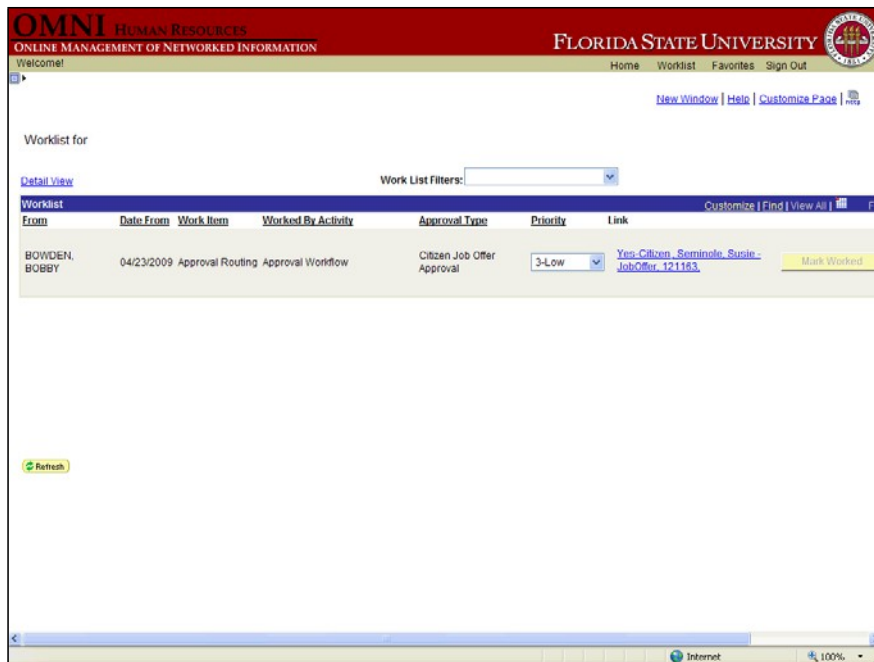 OMNI HUMAN RESOURCES
ONLINE MANAGEMENT OF NETWORKED INFORMATION
FLORIDA STATE UNIVERSITY
Welcome!
Home Worklist Favorites Sign Out
New Window | Help | Customize Page |
Worklist for
Detail View
Work List Filters:
Worklist
Customize | Find | View All | F
From Date From Work Item Worked By Activity Approval Type Priority Link
BOWDEN, BOBBY 04/23/2009 Approval Routing Approval Workflow Citizen Job Offer Approval 3-Low Yes-Citizen , Seminole, Susie - JobOffer, 121163, Mark Worked
Refresh
Internet 100%